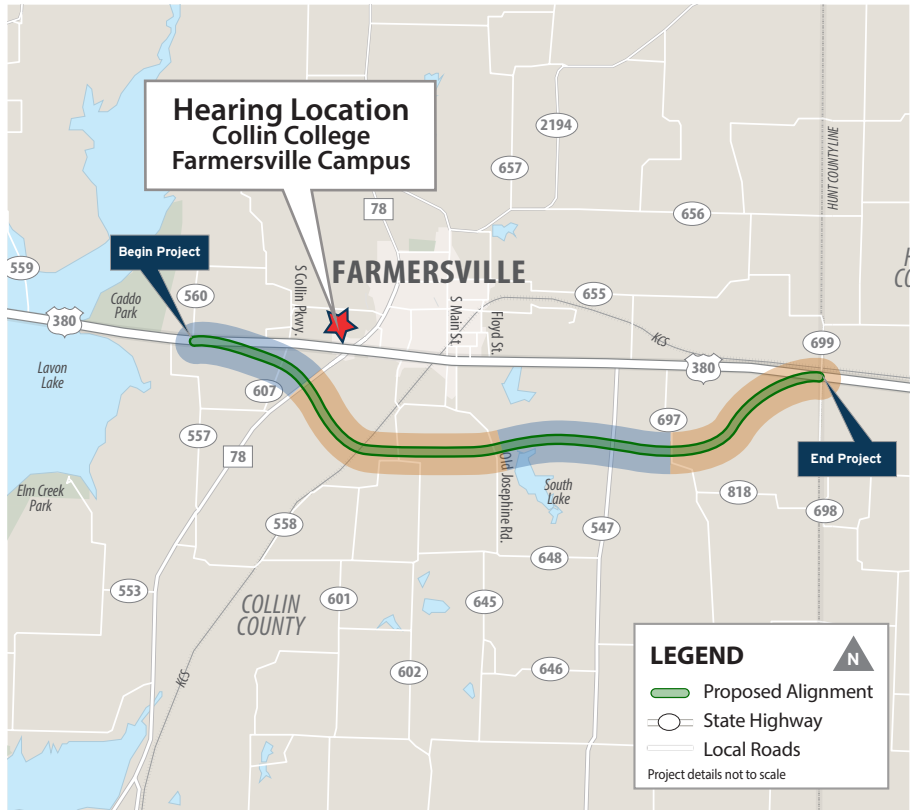 Hearing Location
Collin College
Farmersville Campus
2194
657
78
656
HUNT COUNTY LINE
Begin Project
559
Caddo
Park
560
S Collin Pkwy.
FARMERSVILLE
S Main St.
Floyd St.
655
KCS
380
699
380
Lavon
Lake
607
697
End Project
557
78
Old Josephine Rd.
South
Lake
818
Elm Creek
Park
558
547
698
648
553
601
645
COLLIN
COUNTY
602
646
KCS
LEGEND
N
Proposed Alignment
State Highway
Local Roads
Project details not to scale